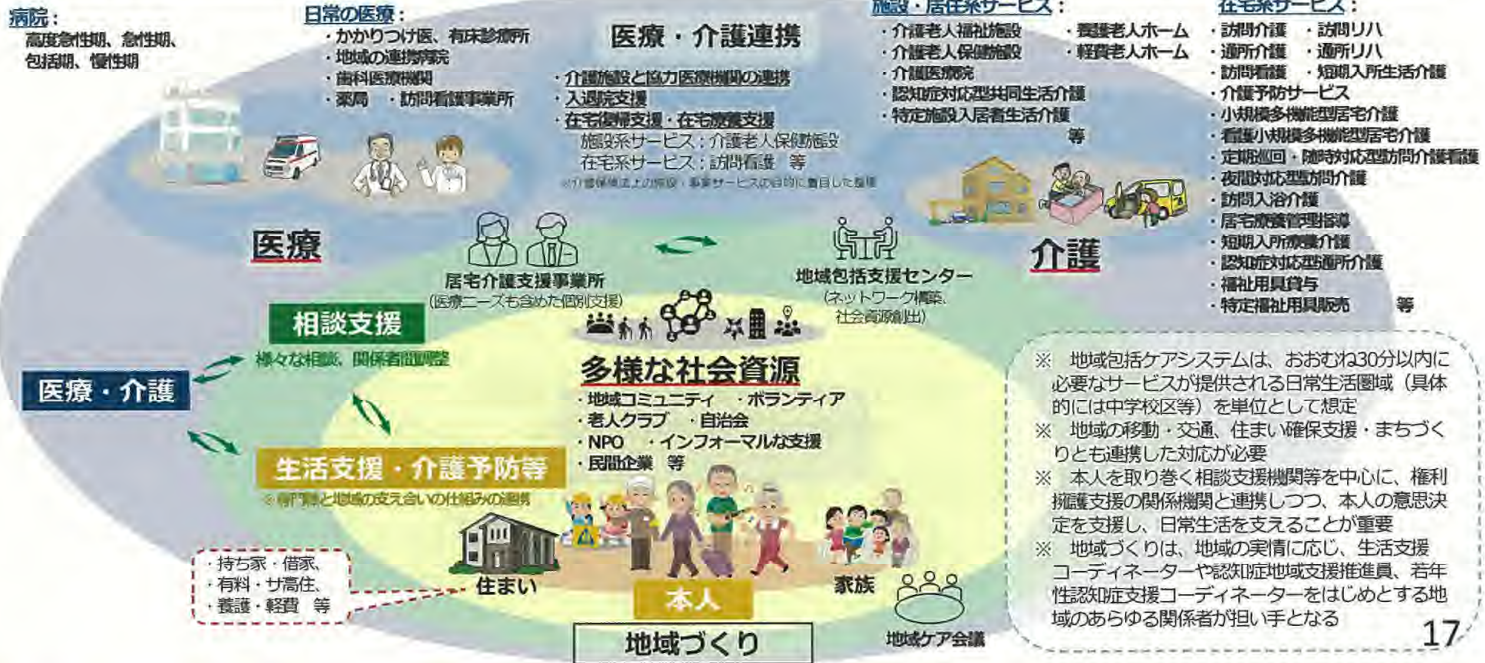 病院：
高度急性期、急性期、
包括期、慢性期
日常の医療：
・かかりつけ医、有床診療所
・地域の連携病院
・歯科医療機関
・薬局　・訪問看護事業所
医療・介護連携
・介護施設と協力医療機関の連携
・入退院支援
・在宅復帰支援・在宅療養支援
施設系サービス：介護老人保健施設
在宅系サービス：訪問看護　等
※介護保険法上の施設・事業サービスの目的に着目した整理
施設・居住系サービス：
・介護老人福祉施設　・養護老人ホーム
・介護老人保健施設　・軽費老人ホーム
・介護医療院
・認知症対応型共同生活介護
・特定施設入居者生活介護
等
在宅系サービス：
・訪問介護　・訪問リハ
・通所介護　・通所リハ
・訪問看護　・短期入所生活介護
・介護予防サービス
・小規模多機能型居宅介護
・看護小規模多機能型居宅介護
・定期巡回・随時対応型訪問介護看護
・夜間対応型訪問介護
・訪問入浴介護
・居宅療養管理指導
・短期入所療養介護
・認知症対応型通所介護
・福祉用具貸与
・特定福祉用具販売　等
医療
介護
居宅介護支援事業所
(医療ニーズも含めた個別支援)
地域包括支援センター
(ネットワーク構築、
社会資源創出)
相談支援
様々な相談、関係者間調整
医療・介護
生活支援・介護予防等
※専門職と地域の支え合いの仕組みの連携
多様な社会資源
・地域コミュニティ　・ボランティア
・老人クラブ　・自治会
・NPO　・インフォーマルな支援
・民間企業　等
・持ち家・借家、
・有料・サ高住、
・養護・軽費　等
住まい
本人
家族
地域づくり
地域ケア会議
※　地域包括ケアシステムは、おおむね30分以内に
必要なサービスが提供される日常生活圏域（具体
的には中学校区等）を単位として想定
※　地域の移動・交通、住まい確保支援・まちづく
りとも連携した対応が必要
※　本人を取り巻く相談支援機関等を中心に、権利
擁護支援の関係機関と連携しつつ、本人の意思決
定を支援し、日常生活を支えることが重要
※　地域づくりは、地域の実情に応じ、生活支援
コーディネーターや認知症地域支援推進員、若年
性認知症支援コーディネーターをはじめとする地
域のあらゆる関係者が担い手となる
17